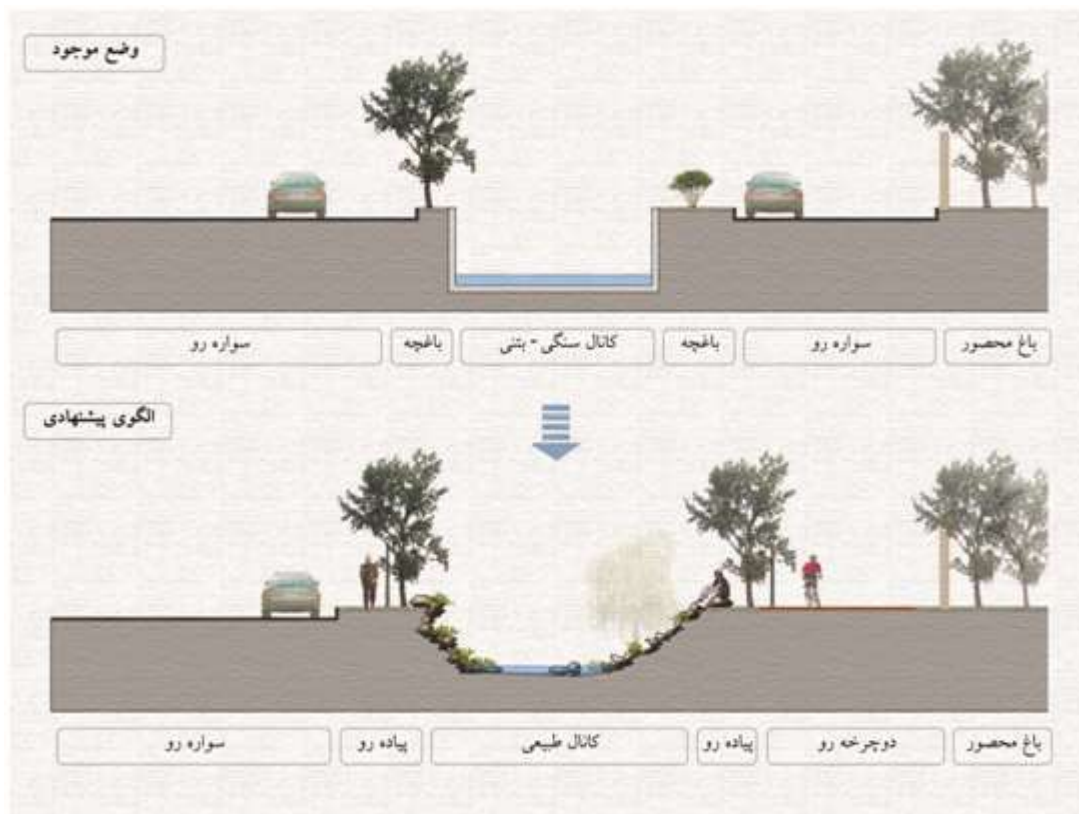 وضع موجود
باغ محصور
سواره رو
باغچه
کانال سنگی - بتنی
باغچه
سواره رو
الگوی پیشنهادی
باغ محصور
دوچرخه رو
پیاده رو
کانال طبیعی
پیاده رو
سواره رو